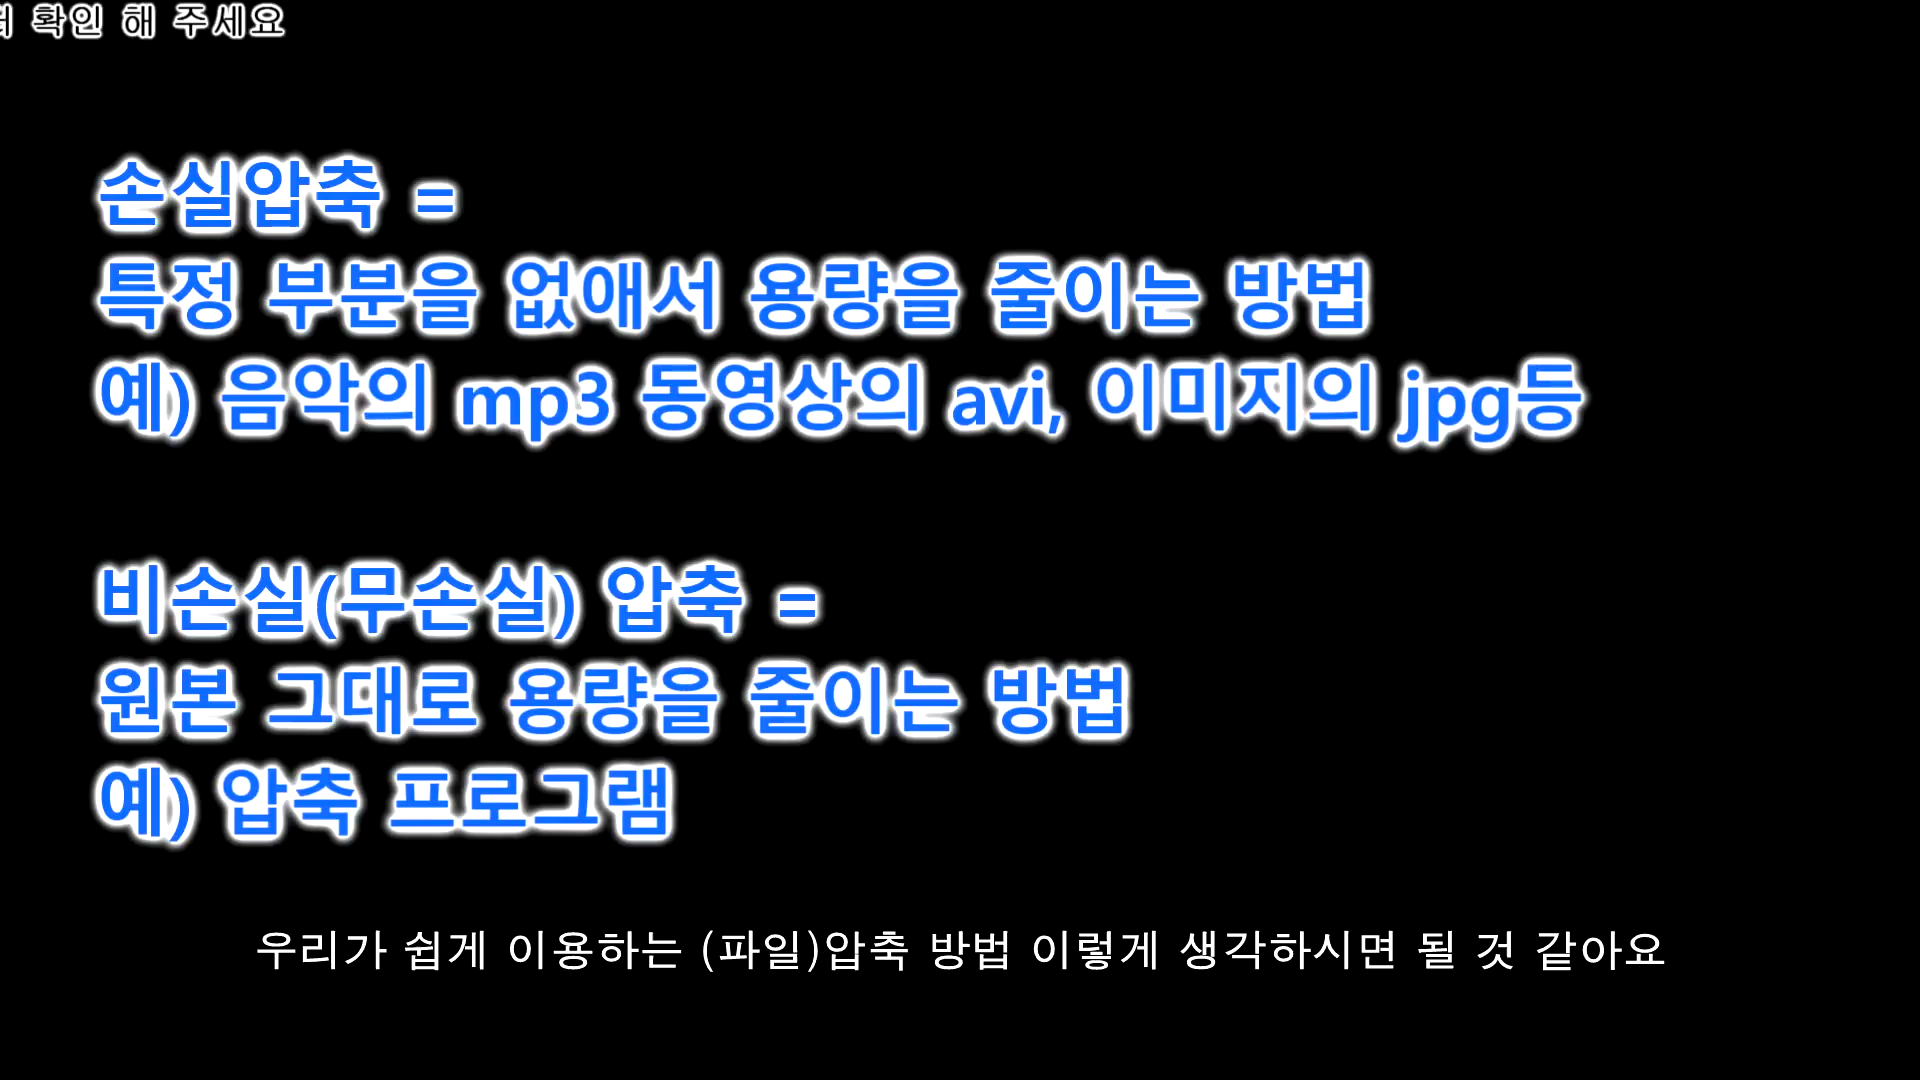 확인 해 주세요
손실압축 =
특정 부분을 없애서 용량을 줄이는 방법
예) 음악의 mp3 동영상의 avi, 이미지의 jpg등
비손실(무손실) 압축 =
원본 그대로 용량을 줄이는 방법
예) 압축 프로그램
우리가 쉽게 이용하는 (파일)압축 방법 이렇게 생각하시면 될 것 같아요